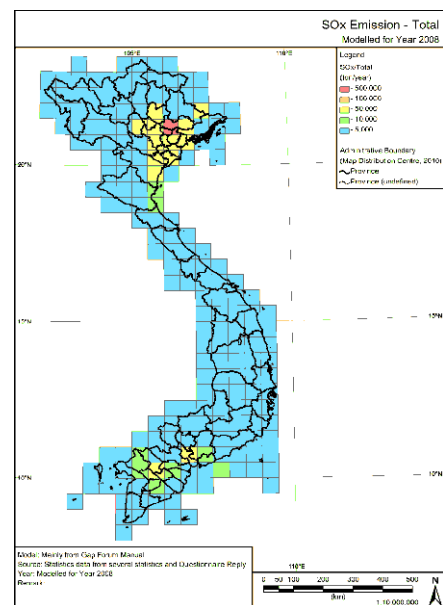 SOx Emission - Total
Modelled for Year 2008
105°E
110°E
Legend
SOx-Total
(ton/year)
- 500,000
- 100,000
- 50,000
- 10,000
- 5,000
Administrative Boundary
(Map Distribution Centre, 2010)
Province
Province (undefined)
20°N
15°N
15°N
10°N
10°N
Model: Mainly from Gap Forum Manual
Source: Statistics data from several statistics and Questionnaire Reply
Year: Modelled for Year 2008
Remark:
110°E
0 50 100 200 300 400 500
(km)
1:10,000,000
N